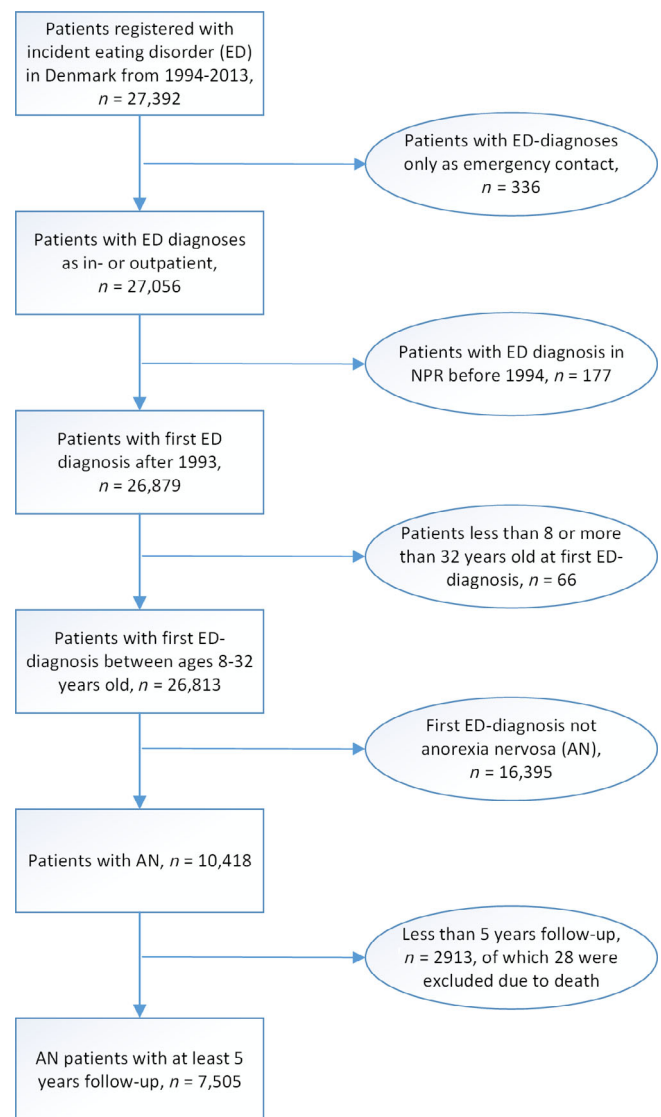 Patients registered with
incident eating disorder (ED)
in Denmark from 1994-2013,
n = 27,392
Patients with ED-diagnoses
only as emergency contact,
n = 336
Patients with ED diagnoses
as in- or outpatient,
n = 27,056
Patients with ED diagnosis in
NPR before 1994, n = 177
Patients with first ED
diagnosis after 1993,
n = 26,879
Patients less than 8 or more
than 32 years old at first ED-
diagnosis, n = 66
Patients with first ED-
diagnosis between ages 8-32
years old, n = 26,813
First ED-diagnosis not
anorexia nervosa (AN),
n = 16,395
Patients with AN, n = 10,418
Less than 5 years follow-up,
n = 2913, of which 28 were
excluded due to death
AN patients with at least 5
years follow-up, n = 7,505